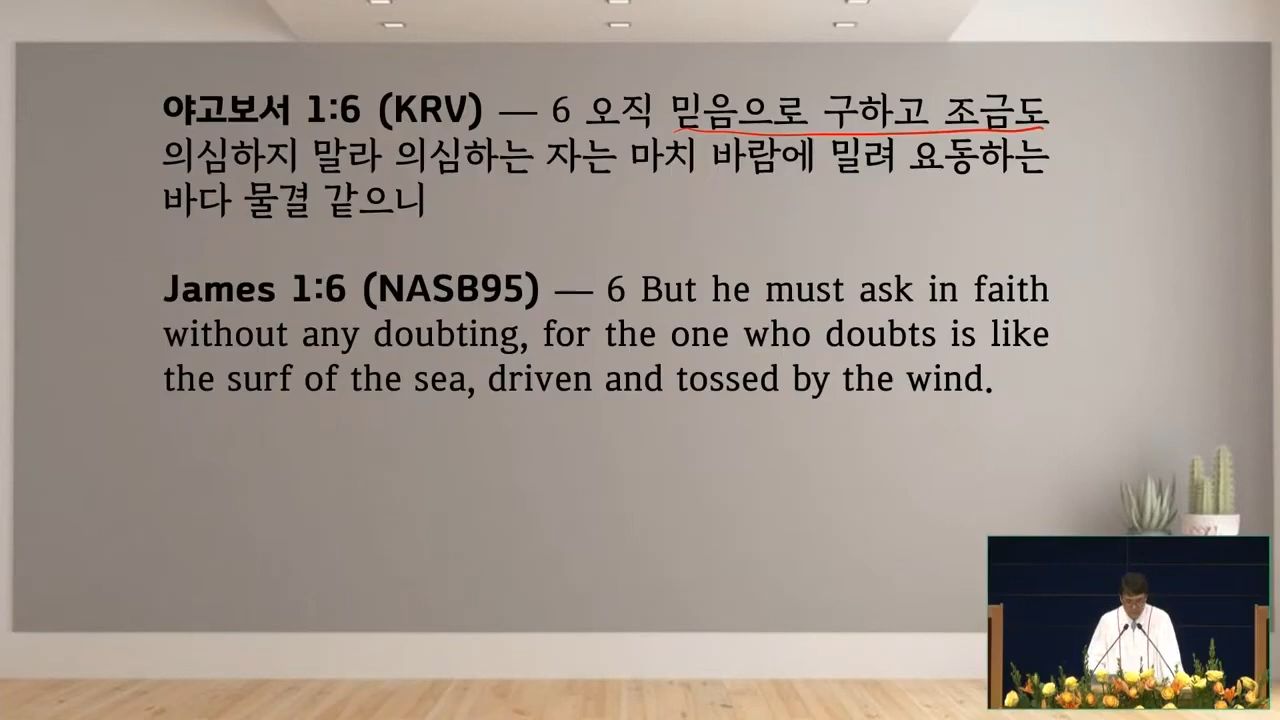 야고보서 1:6 (KRV) — 6 오직 믿음으로 구하고 조금도
의심하지 말라 의심하는 자는 마치 바람에 밀려 요동하는
바다 물결 같으니
James 1:6 (NASB95) — 6 But he must ask in faith
without any doubting, for the one who doubts is like
the surf of the sea, driven and tossed by the wind.